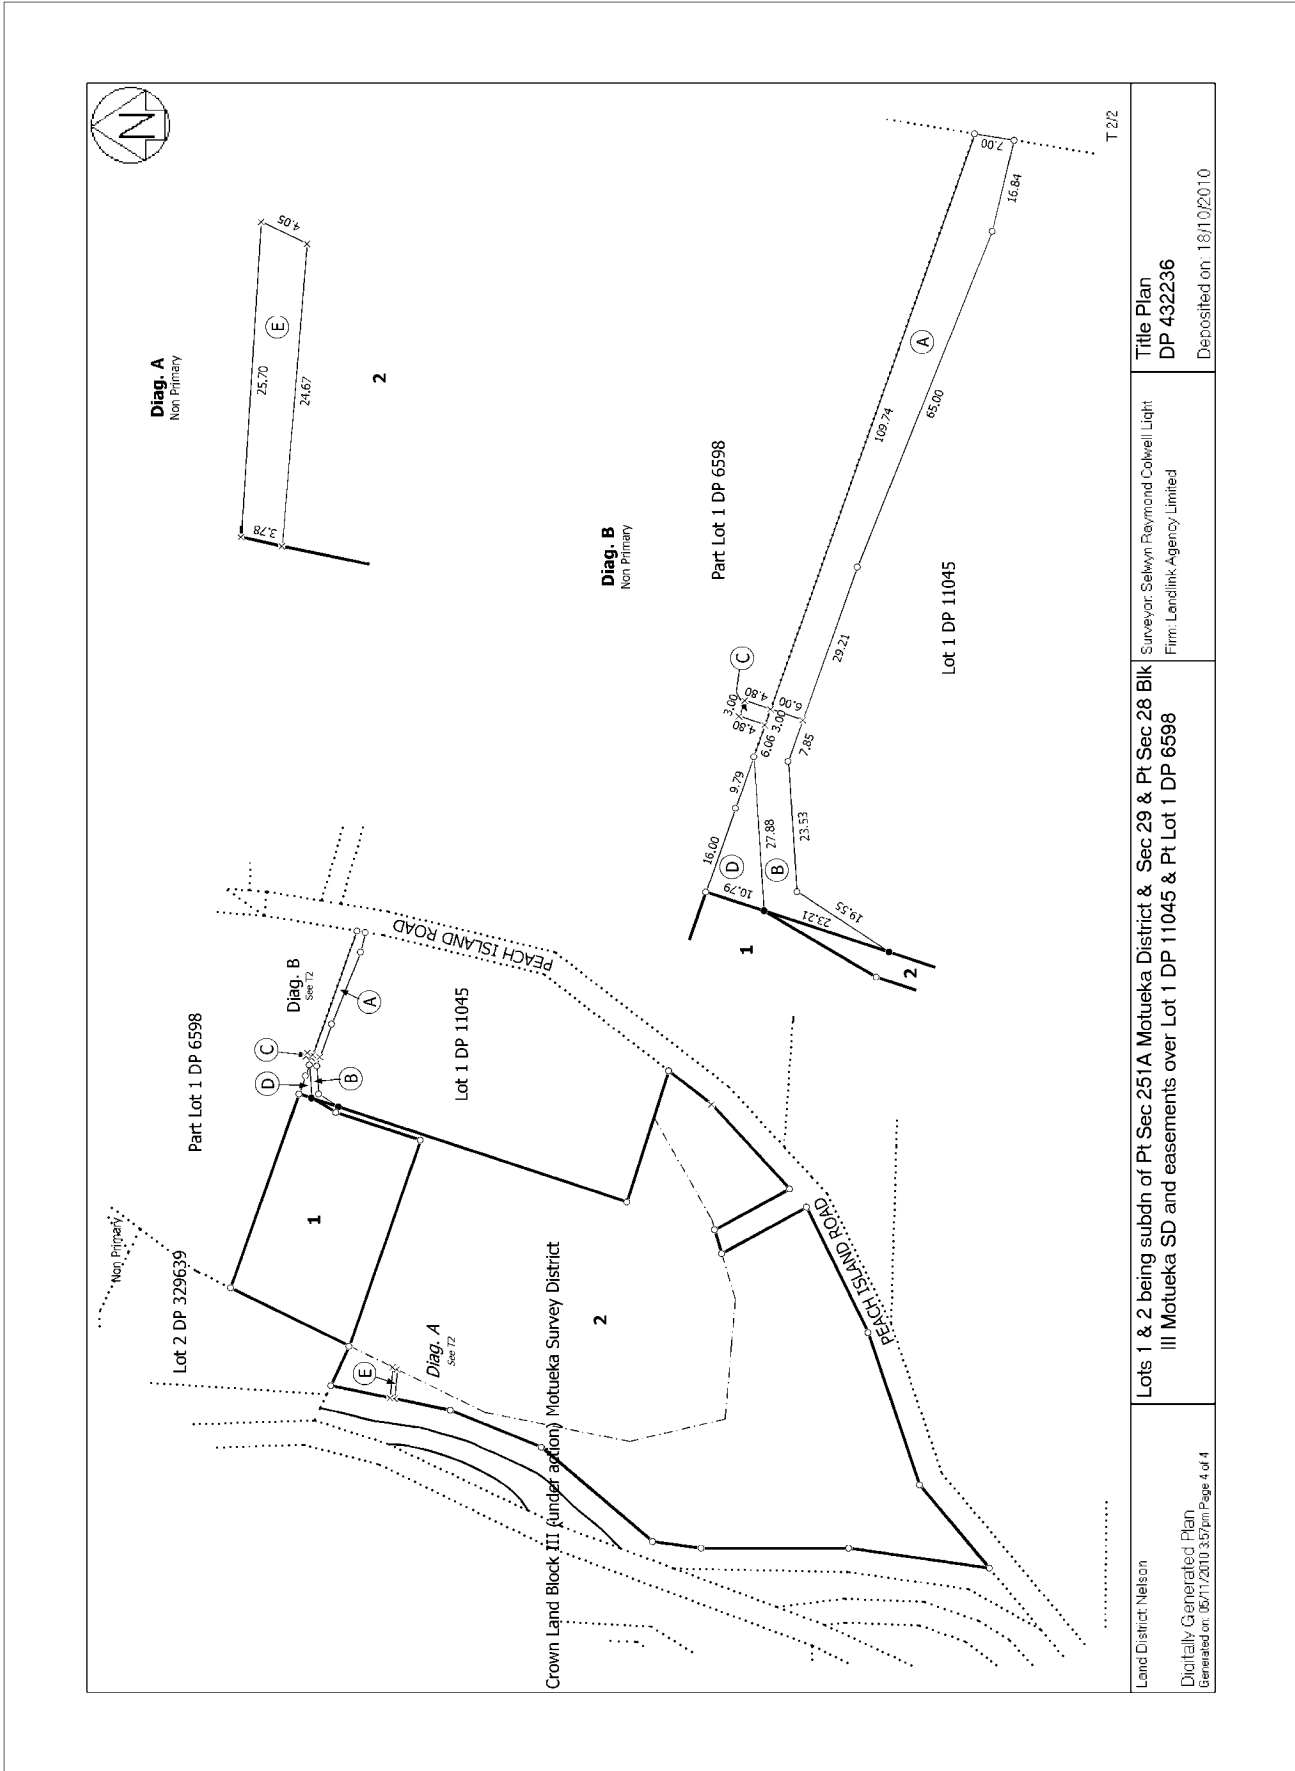 N
Non Primary
Lot 2 DP 329639
Part Lot 1 DP 6598
1
D
C
Diag. B
See T2
B
A
Lot 1 DP 11045
PEACH ISLAND ROAD
E
Diag. A
See T2
2
Crown Land Block III (under action) Motueka Survey District
PEACH ISLAND ROAD
Diag. A
Non Primary
25.70
3.78
E
4.05
24.67
2
Diag. B
Non Primary
Part Lot 1 DP 6598
16.00
9.79
D
10.79
27.88
B
23.21
19.55
23.53
7.85
6.06
3.00
4.80
3.00
4.80
6.00
C
109.74
29.21
65.00
A
16.84
7.00
1
2
Lot 1 DP 11045
T 2/2
Land District: Nelson
Digitally Generated Plan
Generated on: 05/11/2010 3:57pm Page 4 of 4
Lots 1 & 2 being subdn of Pt Sec 251A Motueka District & Sec 29 & Pt Sec 28 Blk
III Motueka SD and easements over Lot 1 DP 11045 & Pt Lot 1 DP 6598
Surveyor: Selwyn Raymond Colwell Light
Firm: Landlink Agency Limited
Title Plan
DP 432236
Deposited on: 18/10/2010